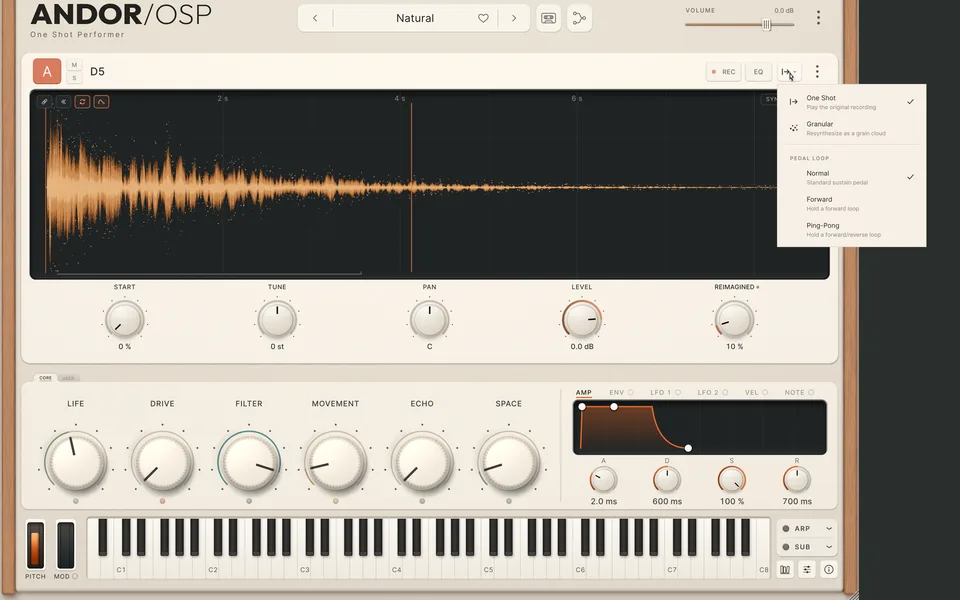 ANDOR/OSP
One Shot Performer
Natural
VOLUME
0.0 dB
A
M
S
D5
REC
EQ
2 s
4 s
6 s
One Shot
Play the original recording
Granular
Resynthesize as a grain cloud
PEDAL LOOP
Normal
Standard sustain pedal
Forward
Hold a forward loop
Ping-Pong
Hold a forward/reverse loop
START
TUNE
PAN
LEVEL
REIMAGINED
0 %
0 st
C
0.0 dB
10 %
CORE
LIFE
DRIVE
FILTER
MOVEMENT
ECHO
SPACE
AMP
ENV
LFO 1
LFO 2
VEL
NOTE
A
D
S
R
2.0 ms
600 ms
100 %
700 ms
PITCH
MOD
C1
C2
C3
C4
C5
C6
C7
C8
ARP
SUB